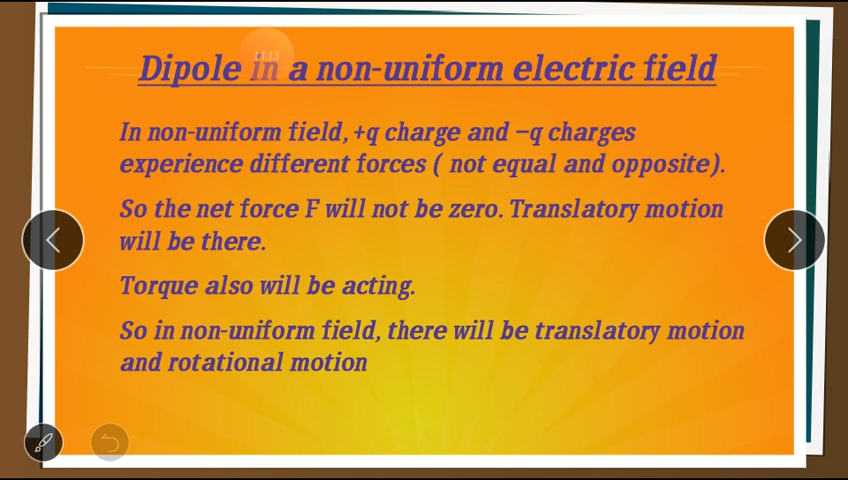 Dipole in a non-uniform electric field
In non-uniform field, +q charge and –q charges
experience different forces ( not equal and opposite).
So the net force F will not be zero. Translatory motion
will be there.
Torque also will be acting.
So in non-uniform field, there will be translatory motion
and rotational motion